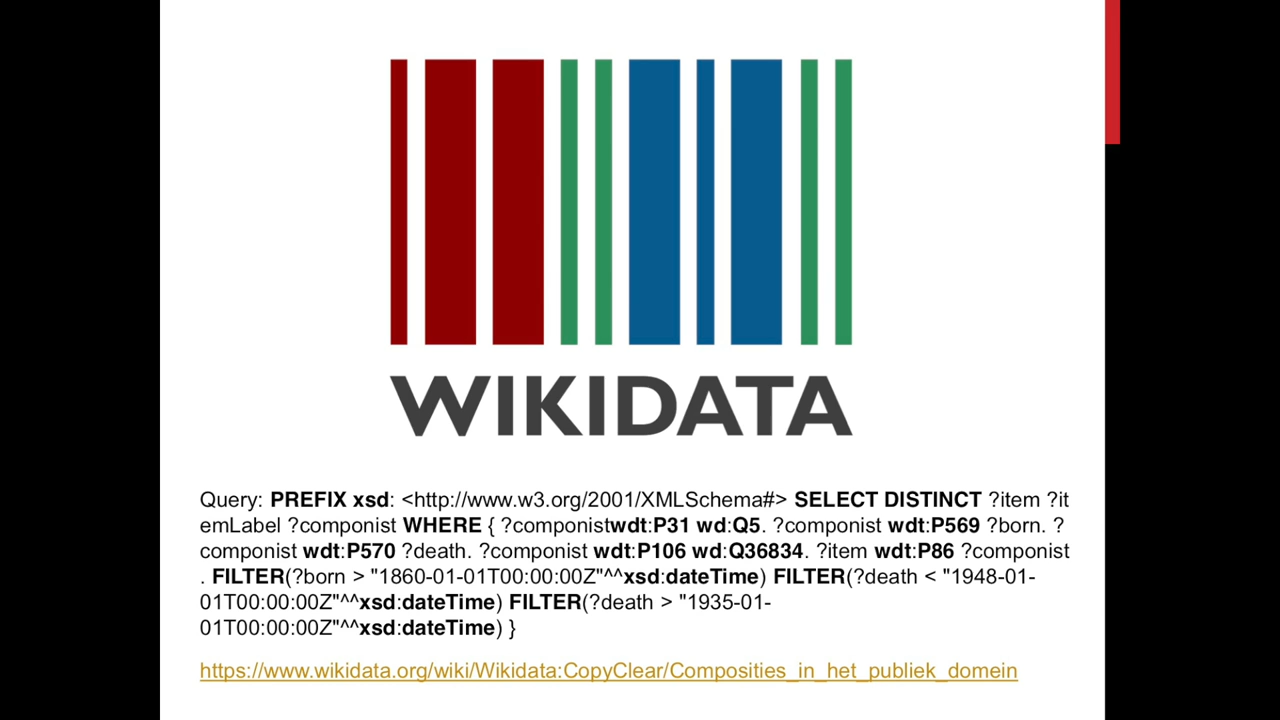 WIKIDATA
Query: PREFIX xsd: <http://www.w3.org/2001/XMLSchema#> SELECT DISTINCT ?item ?it
emLabel ?componist WHERE { ?componistwdt:P31 wd:Q5. ?componist wdt:P569 ?born. ?
componist wdt:P570 ?death. ?componist wdt:P106 wd:Q36834. ?item wdt:P86 ?componist
. FILTER(?born > "1860-01-01T00:00:00Z"^^xsd:dateTime) FILTER(?death < "1948-01-
01T00:00:00Z"^^xsd:dateTime) FILTER(?death > "1935-01-
01T00:00:00Z"^^xsd:dateTime) }
https://www.wikidata.org/wiki/Wikidata:CopyClear/Composities_in_het_publiek_domein